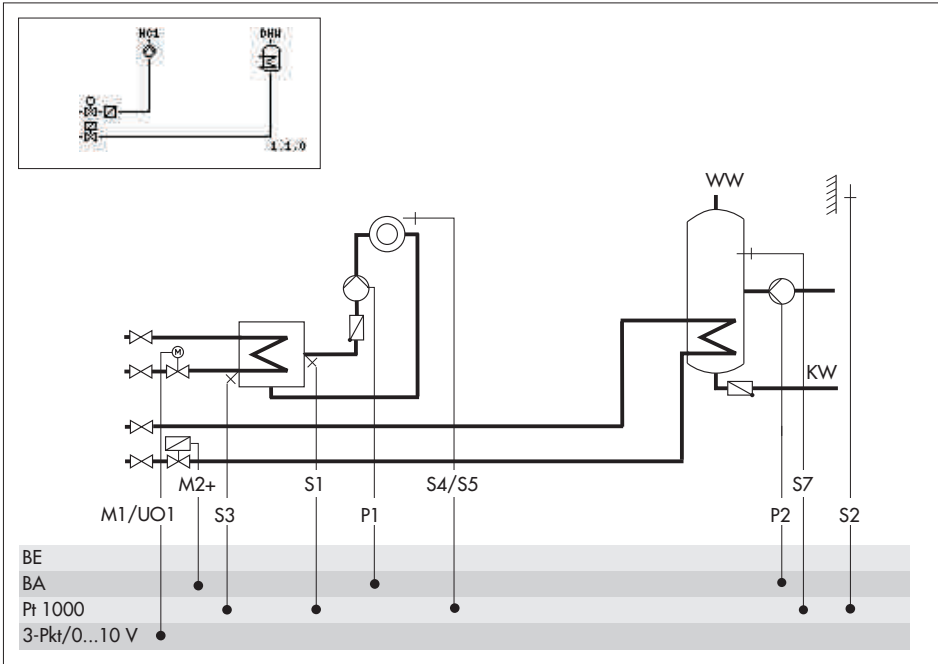 HC1 DHW
1.1.0
WW
M
KW
M2+ S1 S4/S5 S7
M1/UO1 S3 P1 P2 S2
BE
BA
Pt 1000
3-Pkt/0...10 V